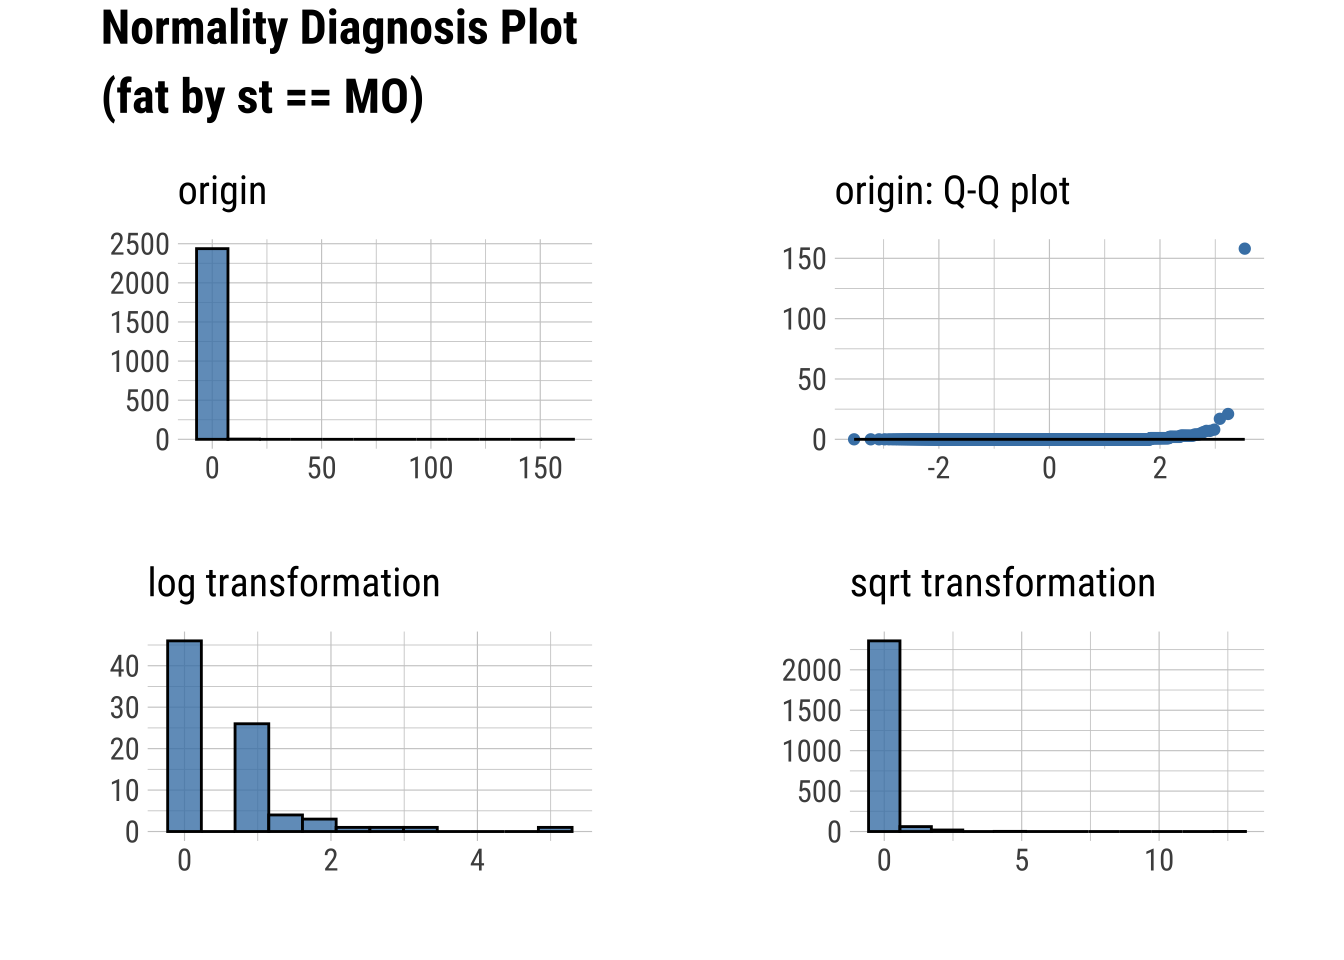 Normality Diagnosis Plot
(fat by st == MO)
origin
2500
2000
1500
1000
500
0
0 50 100 150
origin: Q-Q plot
150
100
50
0
-2 0 2
log transformation
40
30
20
10
0
0 2 4
sqrt transformation
2000
1500
1000
500
0
0 5 10